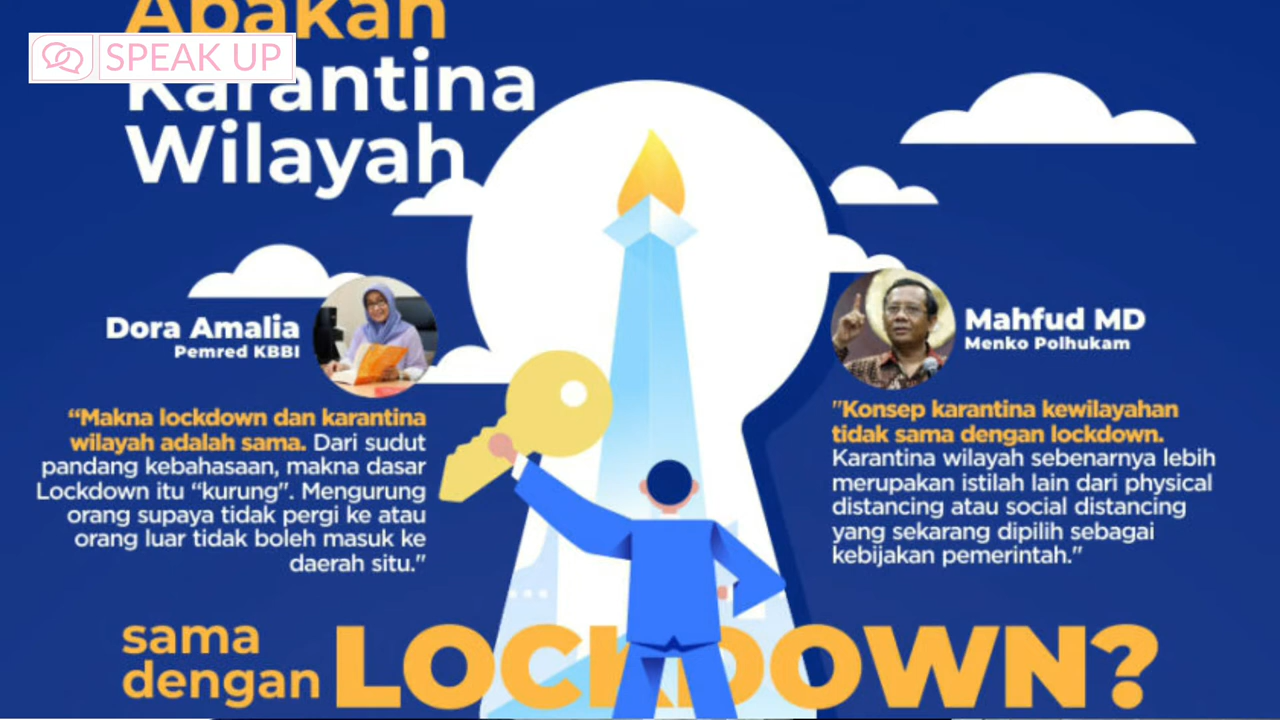 Apakah
SPEAK UP
Karantina
Wilayah
Dora Amalia
Pemred KBBI
“Makna lockdown dan karantina
wilayah adalah sama. Dari sudut
pandang kebahasaan, makna dasar
Lockdown itu “kurung”. Mengurung
orang supaya tidak pergi ke atau
orang luar tidak boleh masuk ke
daerah situ."
Mahfud MD
Menko Polhukam
"Konsep karantina kewilayahan
tidak sama dengan lockdown.
Karantina wilayah sebenarnya lebih
merupakan istilah lain dari physical
distancing atau social distancing
yang sekarang dipilih sebagai
kebijakan pemerintah."
sama
dengan
LOCKDOWN?